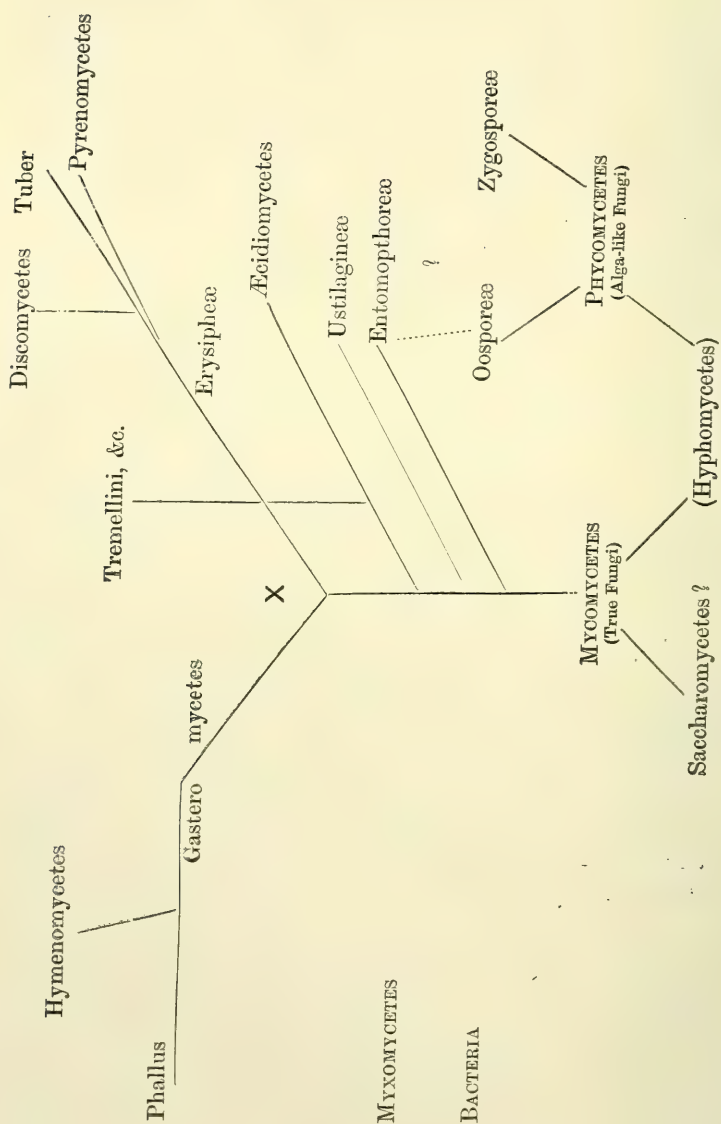 Discomycetes
Tuber
Pyrenomycetes
Hymenomycetes
Tremellini, &c.
Erysipheæ
Æcidiomycetes
Phallus
Gastero mycetes
X
Ustilagineæ
Entomopthoreæ
?
Zygosporeæ
Oosporeæ
MYXOMYCETES
BACTERIA
MYCOMYCETES
(True Fungi)
PHYCOMYCETES
(Alga-like Fungi)
Saccharomycetes ?
(Hyphomycetes)